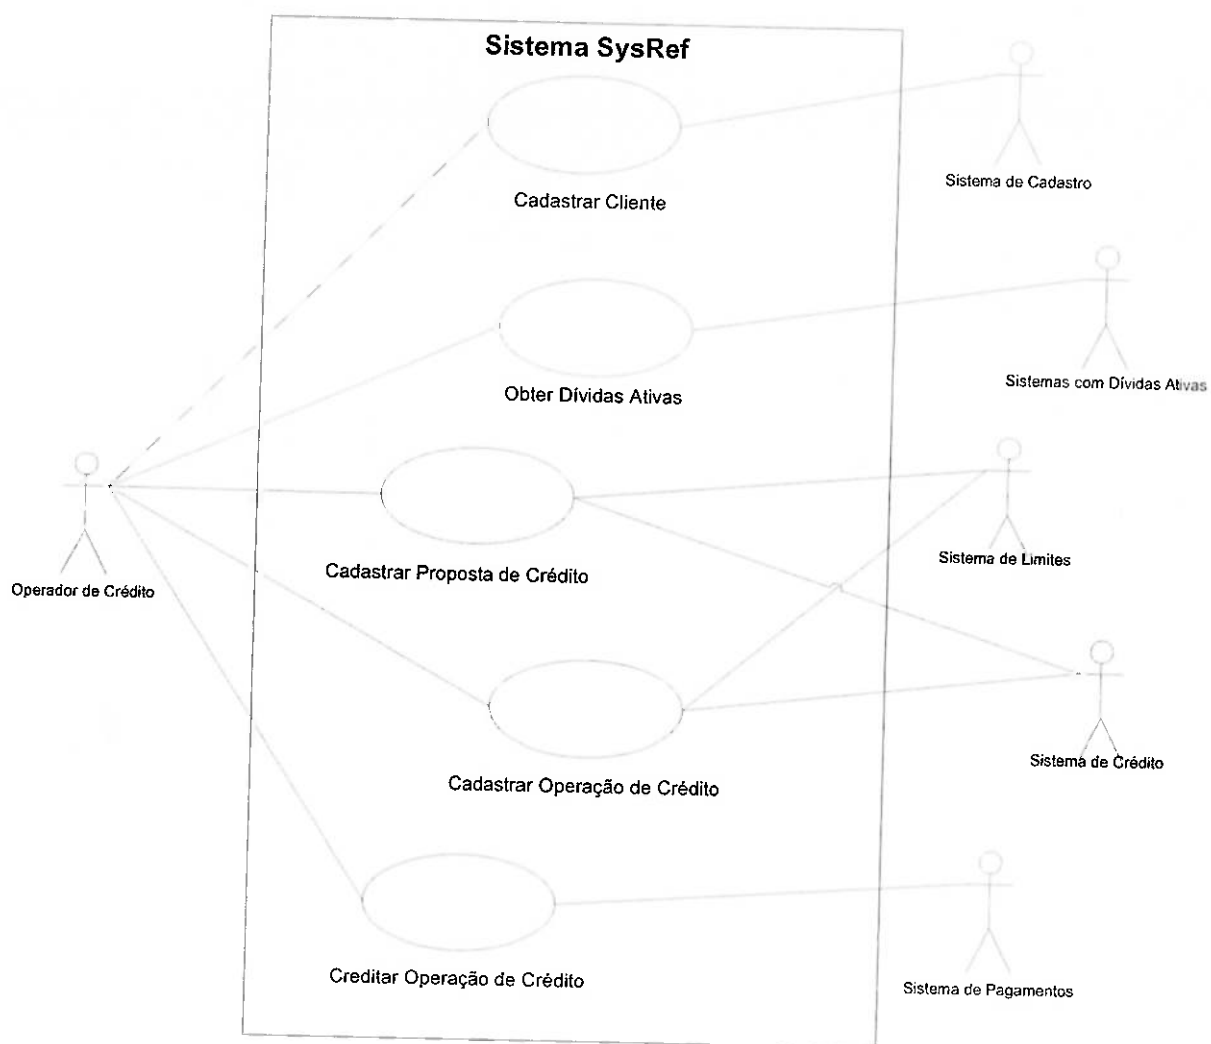 Sistema SysRef
Cadastrar Cliente
Sistema de Cadastro
Obter Dívidas Ativas
Sistemas com Dívidas Ativas
Cadastrar Proposta de Crédito
Sistema de Limites
Operador de Crédito
Cadastrar Operação de Crédito
Sistema de Crédito
Creditar Operação de Crédito
Sistema de Pagamentos